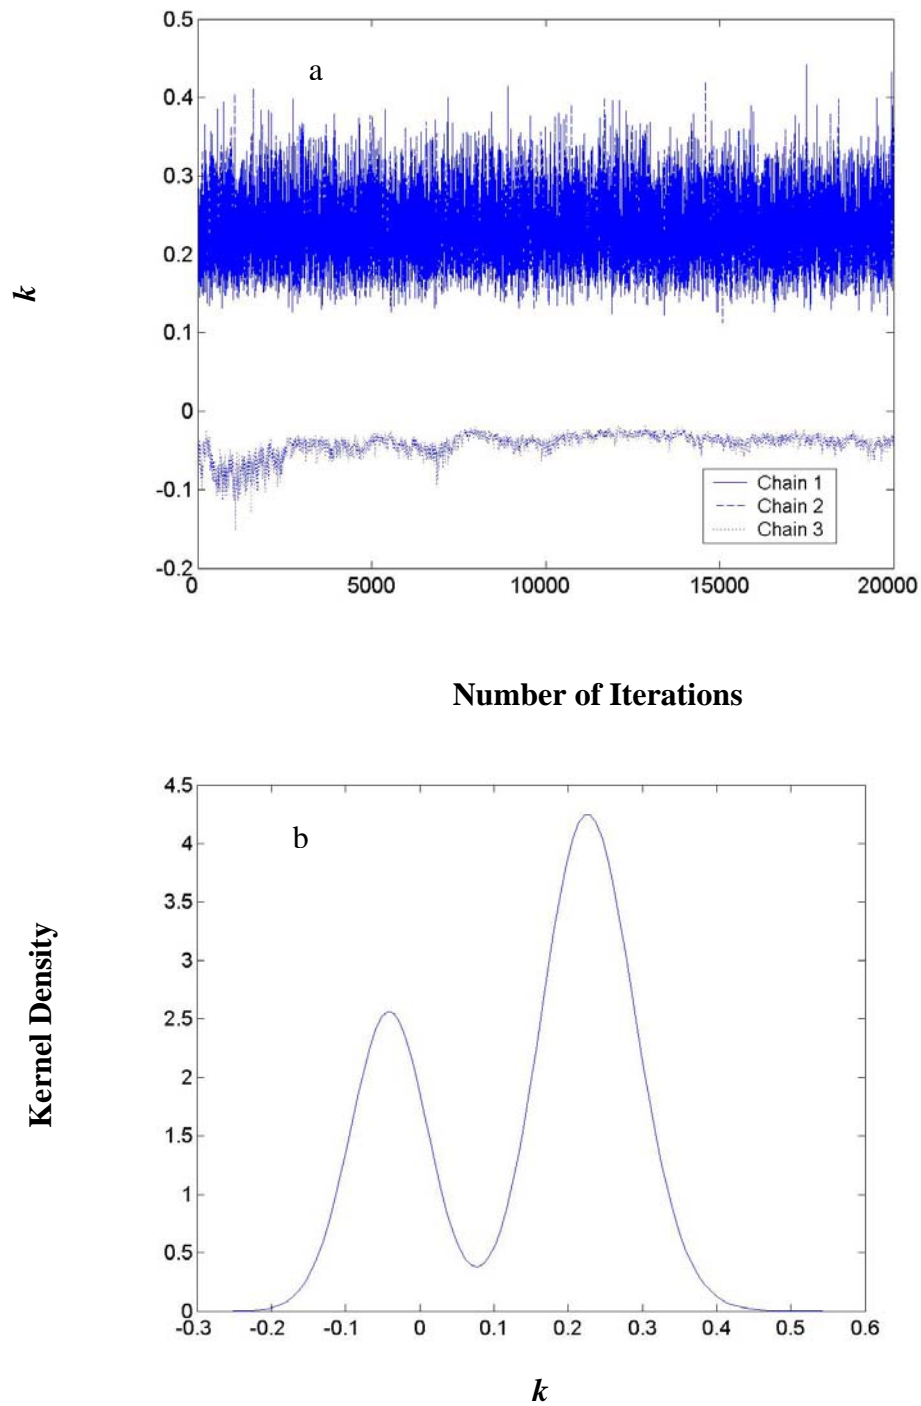 0.5
a
0.4
0.3
0.2
k
0.1
0
-0.1
Chain 1
Chain 2
Chain 3
-0.2
0 5000 10000 15000 20000
Number of Iterations
4.5
b
4
3.5
3
Kernel Density
2.5
2
1.5
1
0.5
0
-0.3 -0.2 -0.1 0 0.1 0.2 0.3 0.4 0.5 0.6
k